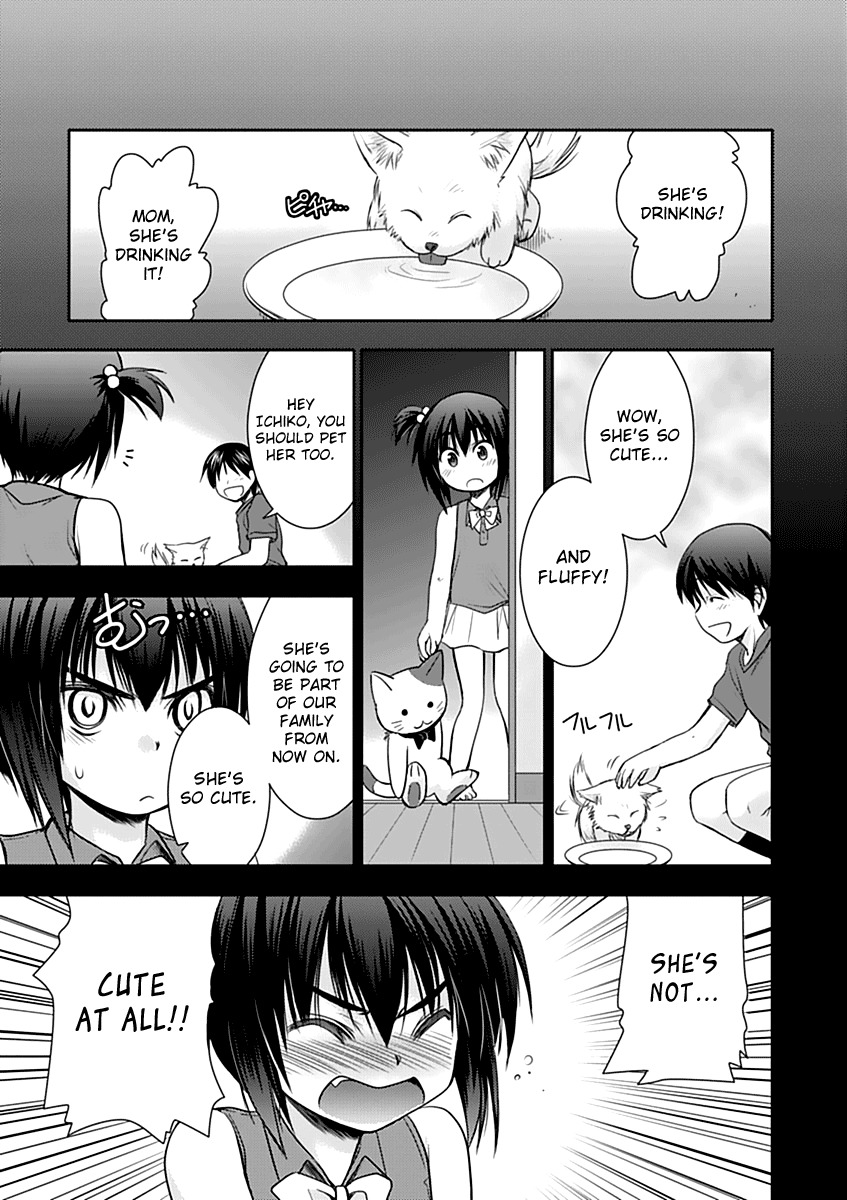 SHE'S
DRINKING!
ピチャ…
MOM,
SHE'S
DRINKING
IT!
WOW,
SHE'S SO
CUTE...
AND
FLUFFY!
フルフル
HEY
ICHIKO, YOU
SHOULD PET
HER TOO.
SHE'S
GOING TO
BE PART
OF OUR
FAMILY
FROM
NOW ON.
SHE'S
SO CUTE.
むっ…
SHE'S
NOT...
CUTE
AT ALL!!